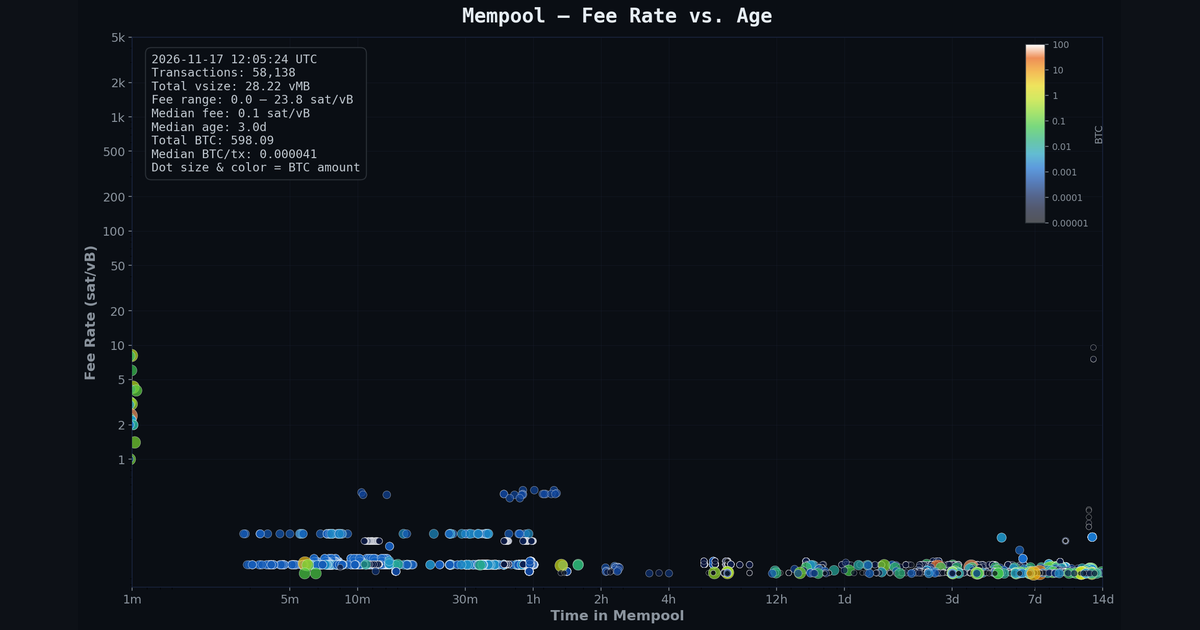 Mempool — Fee Rate vs. Age
2026-11-17 12:05:24 UTC
Transactions: 58,138
Total vsize: 28.22 vMB
Fee range: 0.0 — 23.8 sat/vB
Median fee: 0.1 sat/vB
Median age: 3.0d
Total BTC: 598.09
Median BTC/tx: 0.000041
Dot size & color = BTC amount
5k
2k
1k
500
200
100
50
20
10
5
2
1
Fee Rate (sat/vB)
100
10
1
0.1
0.01
0.001
0.0001
0.00001
BTC
1m 5m 10m 30m 1h 2h 4h 12h 1d 3d 7d 14d
Time in Mempool